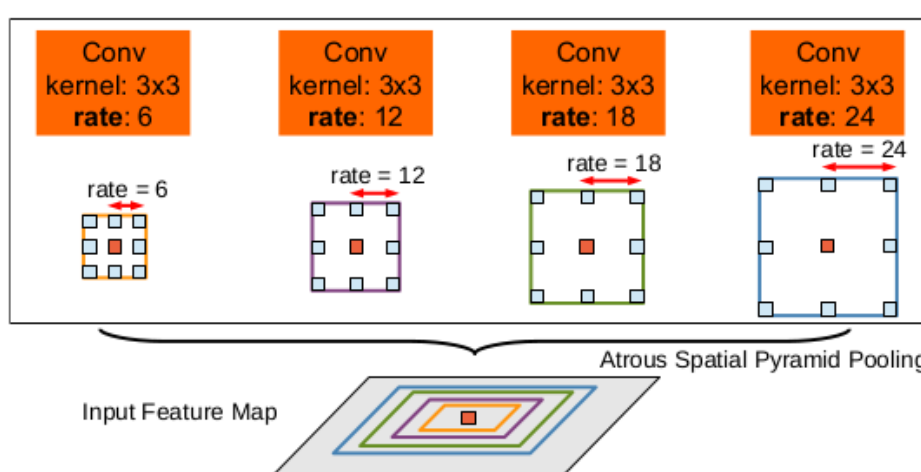 Conv
kernel: 3x3
rate: 6
Conv
kernel: 3x3
rate: 12
Conv
kernel: 3x3
rate: 18
Conv
kernel: 3x3
rate: 24
rate = 6
rate = 12
rate = 18
rate = 24
Atrous Spatial Pyramid Pooling
Input Feature Map